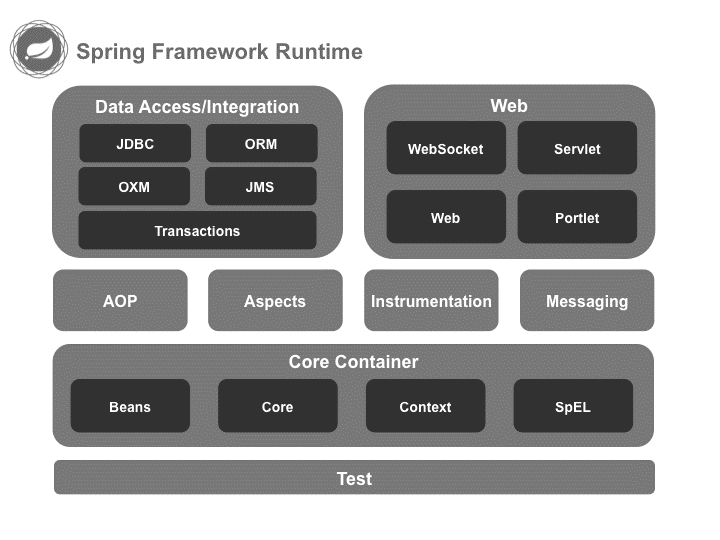 Spring Framework Runtime
Data Access/Integration
JDBC
ORM
OXM
JMS
Transactions
Web
WebSocket
Servlet
Web
Portlet
AOP
Aspects
Instrumentation
Messaging
Core Container
Beans
Core
Context
SpEL
Test